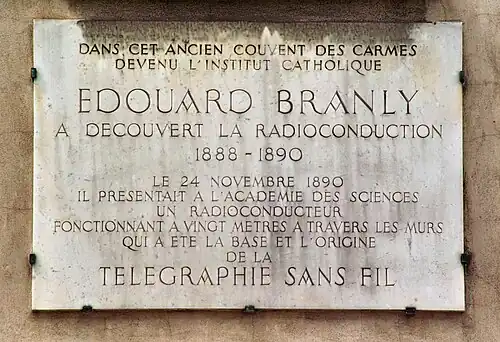 DANS CET ANCIEN COUVENT DES CARMES
DEVENU L'INSTITUT CATHOLIQUE
EDOUARD BRANLY
A DECOUVERT LA RADIOCONDUCTION
1888-1890
LE 24 NOVEMBRE 1890
IL PRESENTAIT A L'ACADEMIE DES SCIENCES
UN RADIOCONDUCTEUR
FONCTIONNANT A VINGT METRES A TRAVERS LES MURS
QUI A ETE LA BASE ET L'ORIGINE
DE LA
TELEGRAPHIE SANS FIL